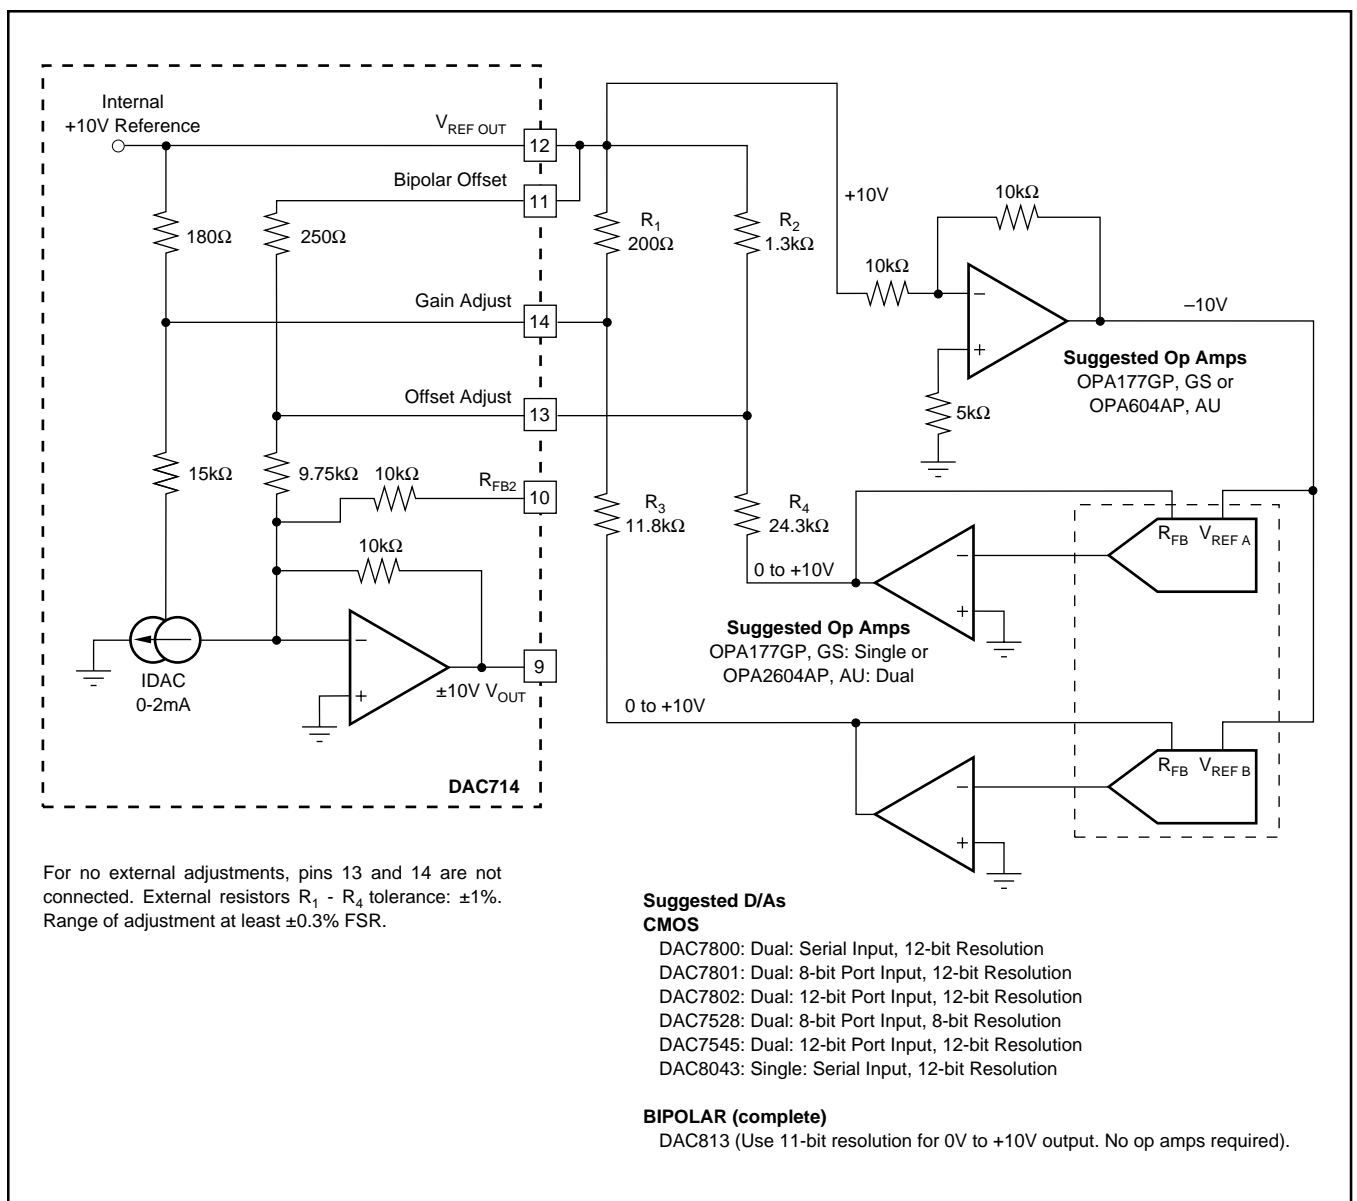 Internal
+10V Reference
V_REF OUT
12
Bipolar Offset
11
180Ω
250Ω
R_1
200Ω
R_2
1.3kΩ
+10V
10kΩ
10kΩ
–
+
–10V
5kΩ
Suggested Op Amps
OPA177GP, GS or
OPA604AP, AU
Gain Adjust
14
Offset Adjust
13
15kΩ
9.75kΩ
10kΩ
R_FB2
10
10kΩ
R_3
11.8kΩ
R_4
24.3kΩ
0 to +10V
–
+
R_FB V_REF A
Suggested Op Amps
OPA177GP, GS: Single or
OPA2604AP, AU: Dual
IDAC
0-2mA
–
+
±10V V_OUT
9
0 to +10V
–
+
R_FB V_REF B
DAC714
For no external adjustments, pins 13 and 14 are not
connected. External resistors R_1 - R_4 tolerance: ±1%.
Range of adjustment at least ±0.3% FSR.
Suggested D/As
CMOS
DAC7800: Dual: Serial Input, 12-bit Resolution
DAC7801: Dual: 8-bit Port Input, 12-bit Resolution
DAC7802: Dual: 12-bit Port Input, 12-bit Resolution
DAC7528: Dual: 8-bit Port Input, 8-bit Resolution
DAC7545: Dual: 12-bit Port Input, 12-bit Resolution
DAC8043: Single: Serial Input, 12-bit Resolution
BIPOLAR (complete)
DAC813 (Use 11-bit resolution for 0V to +10V output. No op amps required).